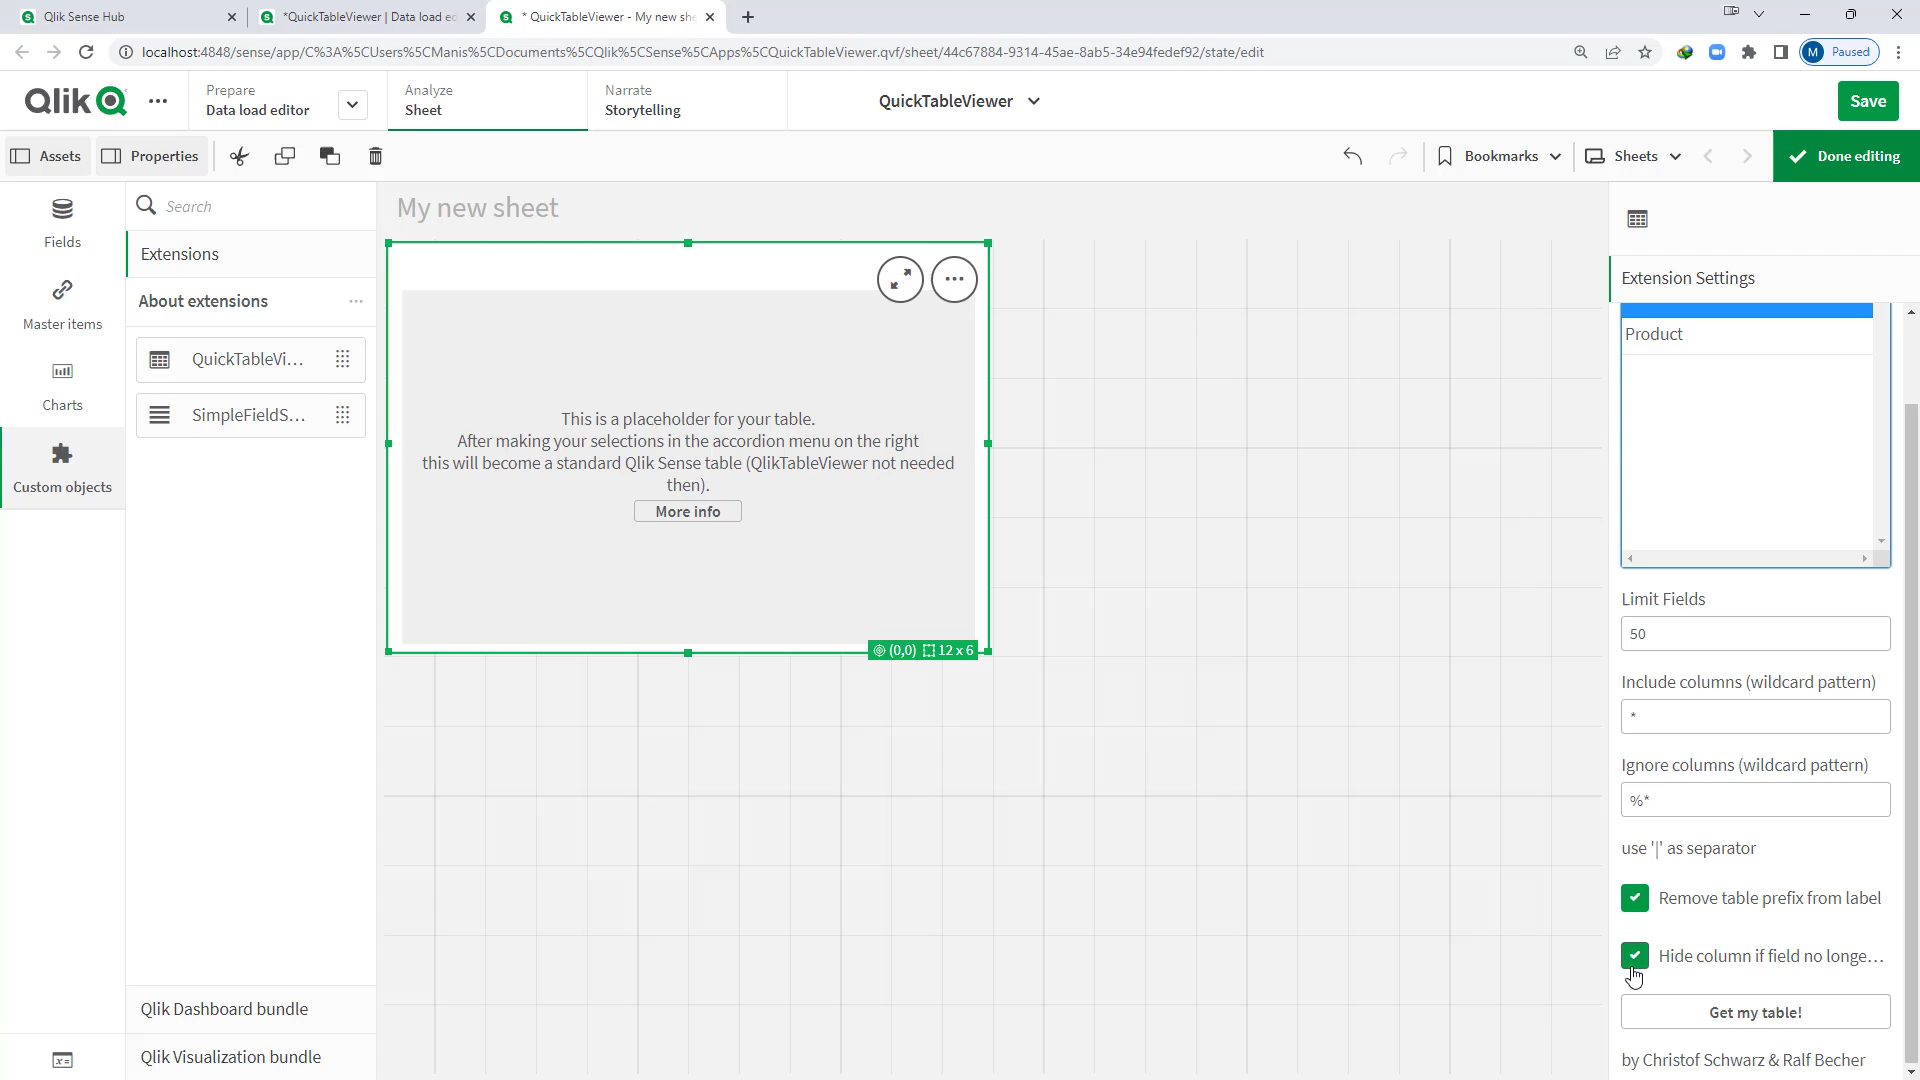 Qlik Sense Hub
*QuickTableViewer | Data load ed
* QuickTableViewer - My new she
localhost:4848/sense/app/C%3A%5CUsers%5CManis%5CDocuments%5CQlik%5CSense%5CApps%5CQuickTableViewer.qvf/sheet/44c67884-9314-45ae-8ab5-34e94fedef92/state/edit
M Paused
Qlik
Prepare
Data load editor
Analyze
Sheet
Narrate
Storytelling
QuickTableViewer
Save
Assets
Properties
Bookmarks
Sheets
Done editing
Fields
Master items
Charts
Custom objects
Search
Extensions
About extensions
QuickTableVi...
SimpleFieldS...
Qlik Dashboard bundle
Qlik Visualization bundle
My new sheet
This is a placeholder for your table.
After making your selections in the accordion menu on the right
this will become a standard Qlik Sense table (QlikTableViewer not needed
then).
More info
(0,0) 12 x 6
Extension Settings
Product
Limit Fields
50
Include columns (wildcard pattern)
*
Ignore columns (wildcard pattern)
%*
use '|' as separator
Remove table prefix from label
Hide column if field no longe...
Get my table!
by Christof Schwarz & Ralf Becher